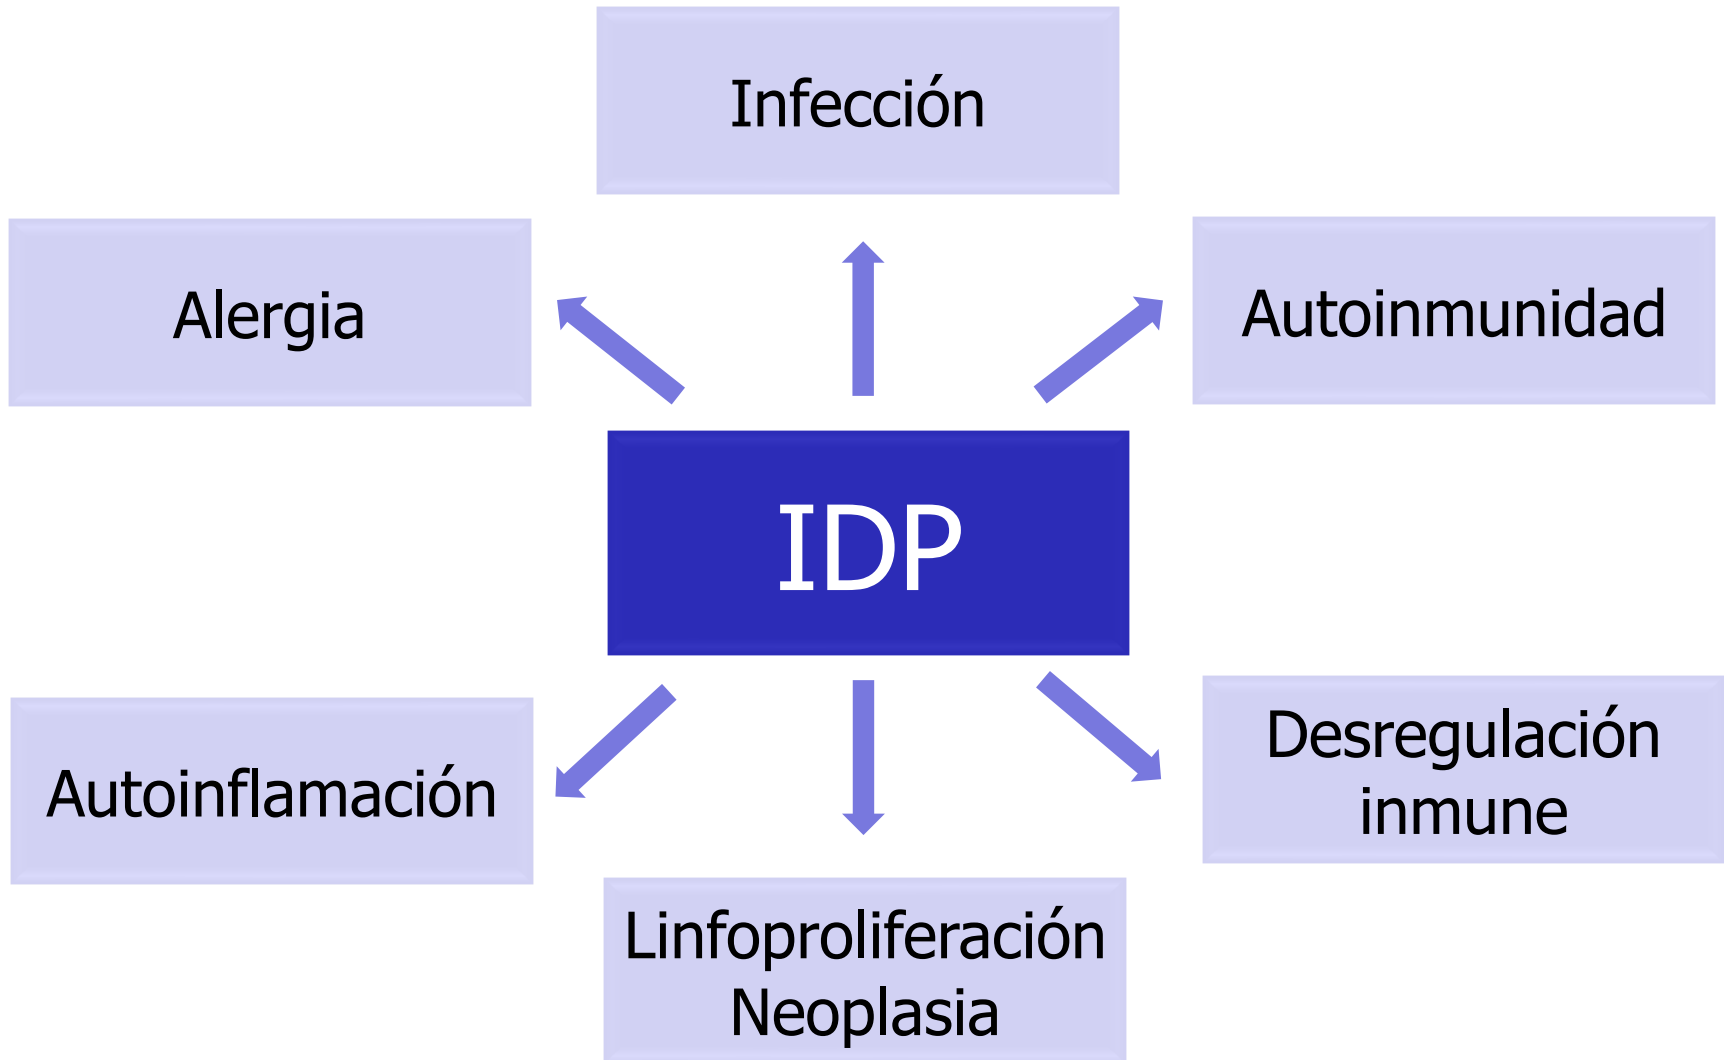 Infección
Alergia
Autoinmunidad
IDP
Autoinflamación
Desregulación
inmune
Linfoproliferación
Neoplasia